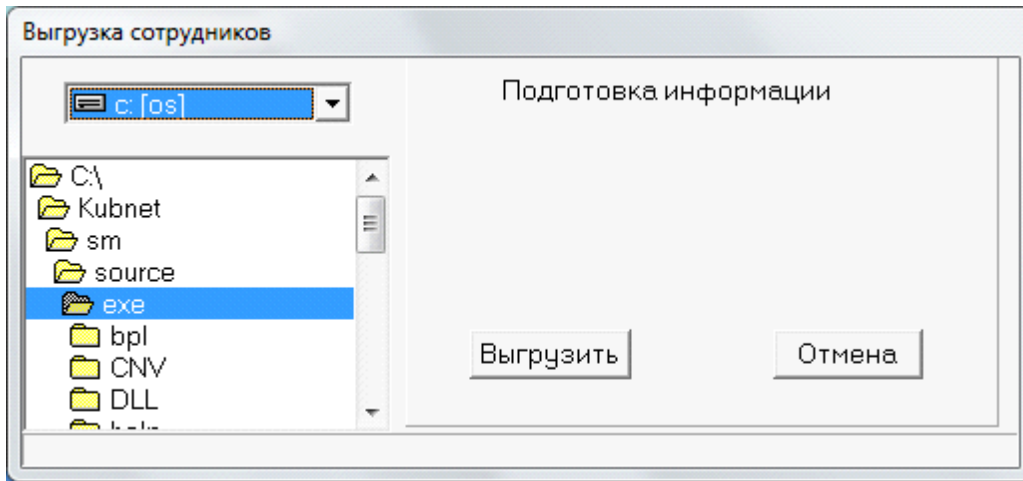 Выгрузка сотрудников
c: [os]
Подготовка информации
C:\
Kubnet
sm
source
exe
bpl
CNV
DLL
Выгрузить
Отмена